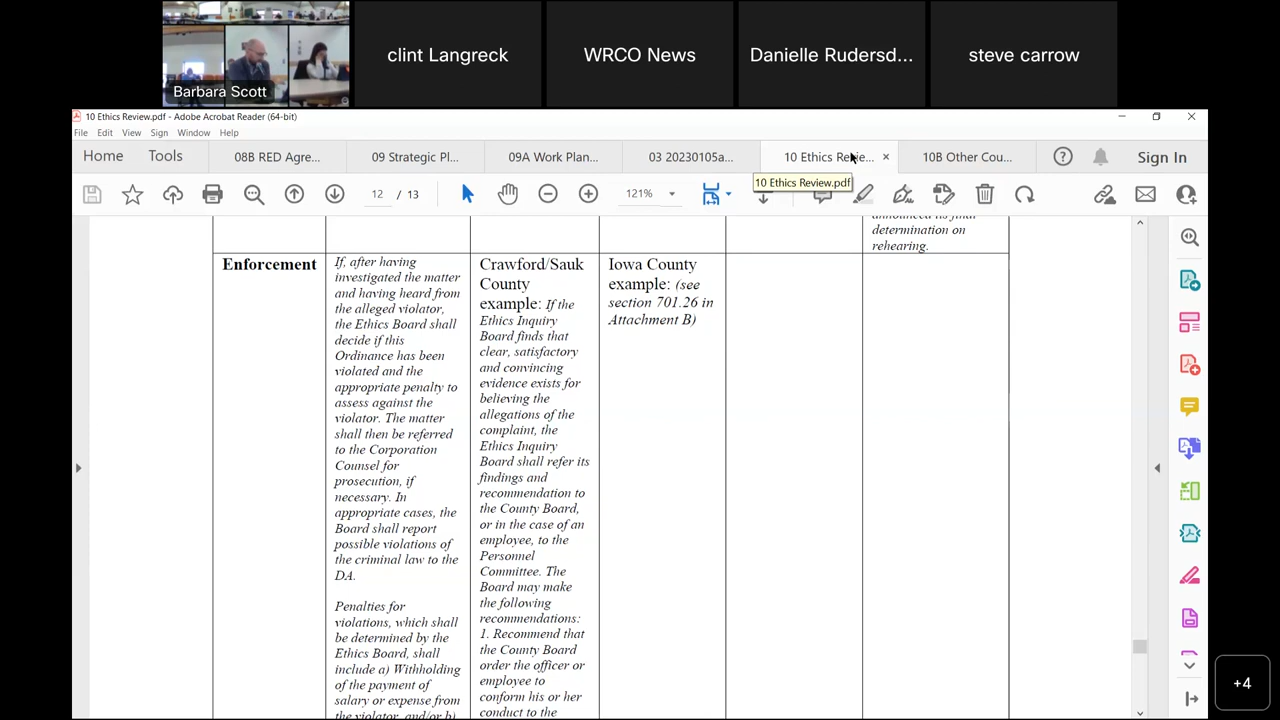 Barbara Scott
clint Langreck
WRCO News
Danielle Rudersd...
steve carrow
10 Ethics Review.pdf - Adobe Acrobat Reader (64-bit)
File Edit View Sign Window Help
Home Tools 08B RED Agre... 09 Strategic Pl... 09A Work Plan... 03 20230105a... 10 Ethics Revie... × 10B Other Cou... Sign In
10 Ethics Review.pdf
12 / 13 121%
announced its final
determination on
rehearing.
Enforcement
If, after having
investigated the matter
and having heard from
the alleged violator,
the Ethics Board shall
decide if this
Ordinance has been
violated and the
appropriate penalty to
assess against the
violator. The matter
shall then be referred
to the Corporation
Counsel for
prosecution, if
necessary. In
appropriate cases, the
Board shall report
possible violations of
the criminal law to the
DA.
Penalties for
violations, which shall
be determined by the
Ethics Board, shall
include a) Withholding
of the payment of
salary or expense from
the violator, and/or b)
Crawford/Sauk
County
example: If the
Ethics Inquiry
Board finds that
clear, satisfactory
and convincing
evidence exists for
believing the
allegations of the
complaint, the
Ethics Inquiry
Board shall refer its
findings and
recommendation to
the County Board,
or in the case of an
employee, to the
Personnel
Committee. The
Board may make
the following
recommendations:
1. Recommend that
the County Board
order the officer or
employee to
conform his or her
conduct to the
Iowa County
example: (see
section 701.26 in
Attachment B)
+4